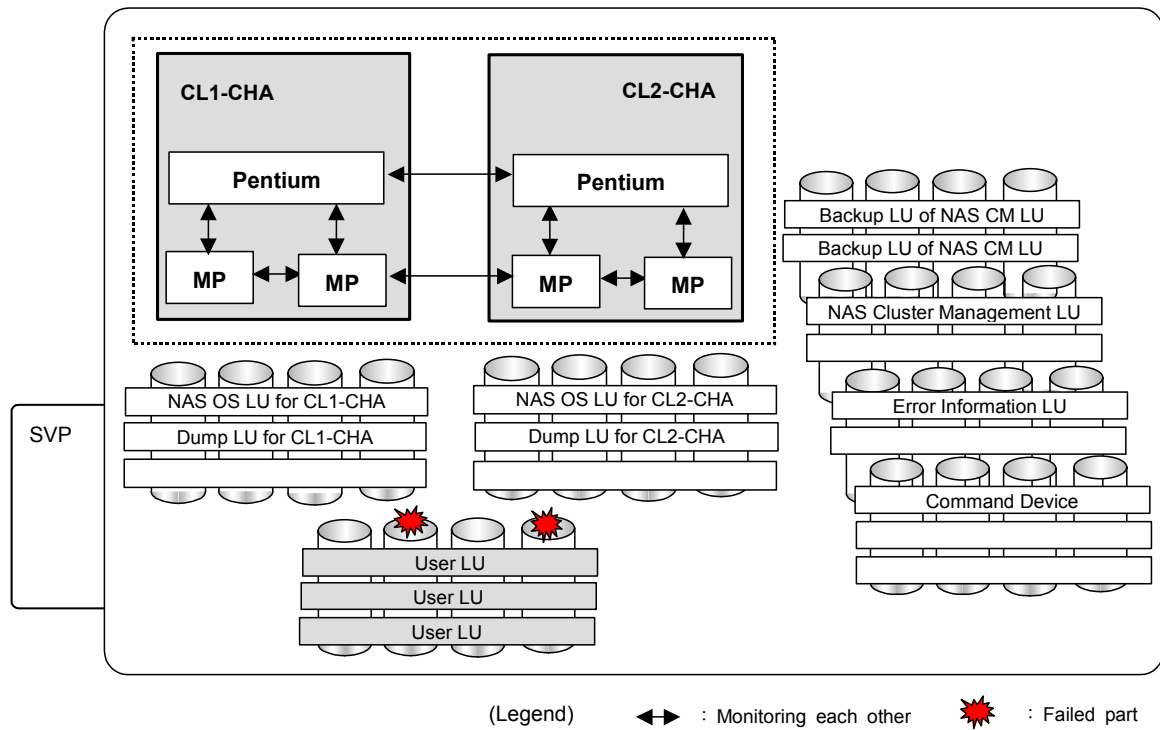 CL1-CHA
CL2-CHA
Pentium
Pentium
MP
MP
MP
MP
Backup LU of NAS CM LU
Backup LU of NAS CM LU
NAS Cluster Management LU
Error Information LU
Command Device
NAS OS LU for CL1-CHA
Dump LU for CL1-CHA
NAS OS LU for CL2-CHA
Dump LU for CL2-CHA
SVP
User LU
User LU
User LU
(Legend) : Monitoring each other : Failed part